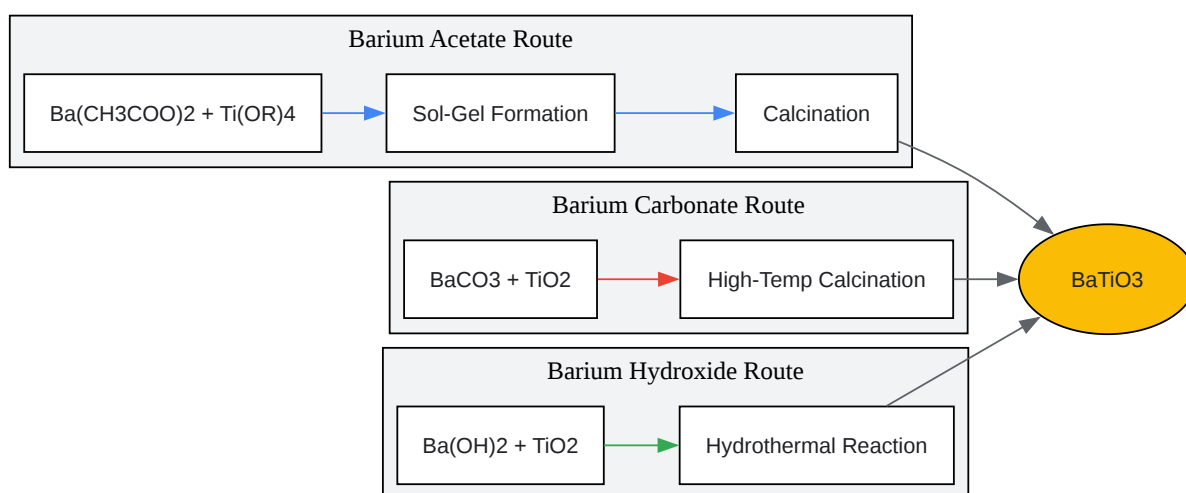 Barium Acetate Route
Ba(CH3COO)2 + Ti(OR)4
Sol-Gel Formation
Calcination
Barium Carbonate Route
BaCO3 + TiO2
High-Temp Calcination
BaTiO3
Barium Hydroxide Route
Ba(OH)2 + TiO2
Hydrothermal Reaction